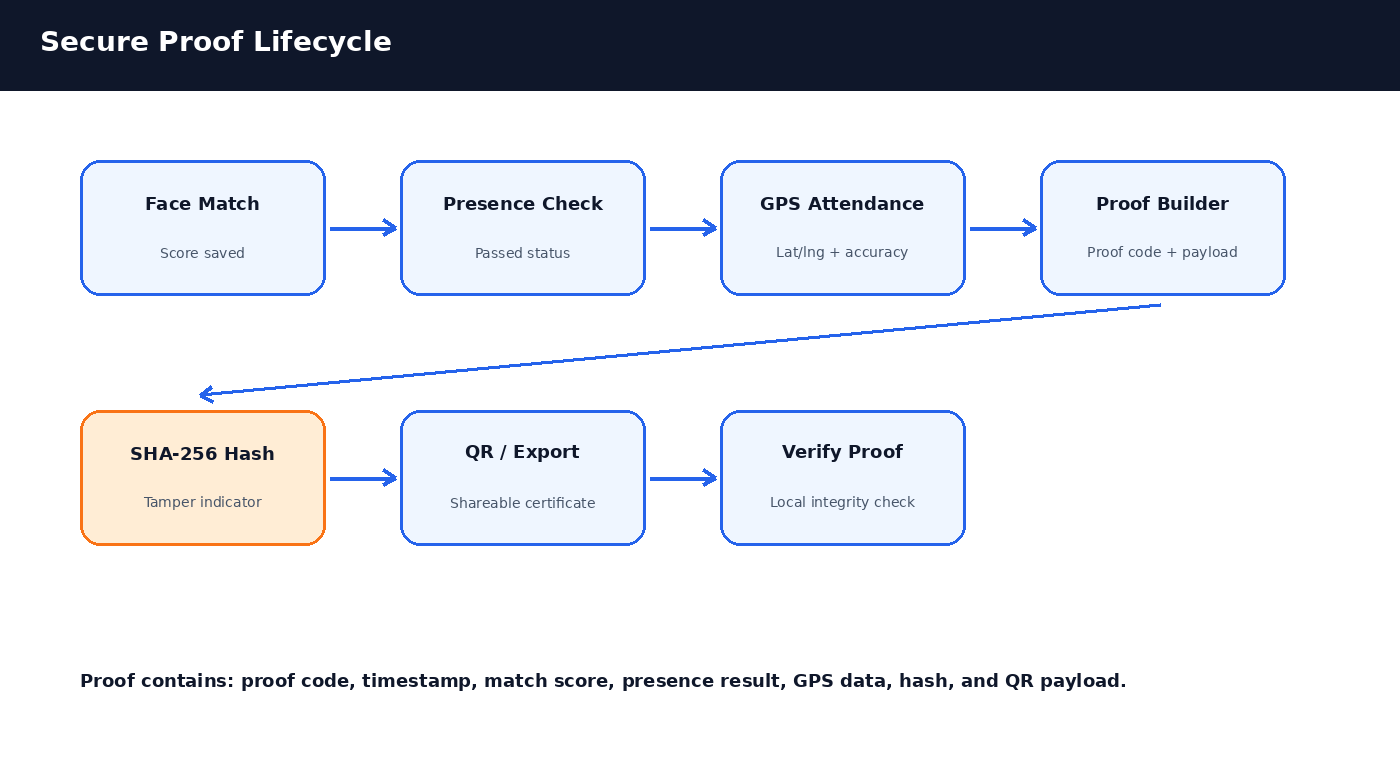 Secure Proof Lifecycle
Face Match
Score saved
Presence Check
Passed status
GPS Attendance
Lat/lng + accuracy
Proof Builder
Proof code + payload
SHA-256 Hash
Tamper indicator
QR / Export
Shareable certificate
Verify Proof
Local integrity check
Proof contains: proof code, timestamp, match score, presence result, GPS data, hash, and QR payload.